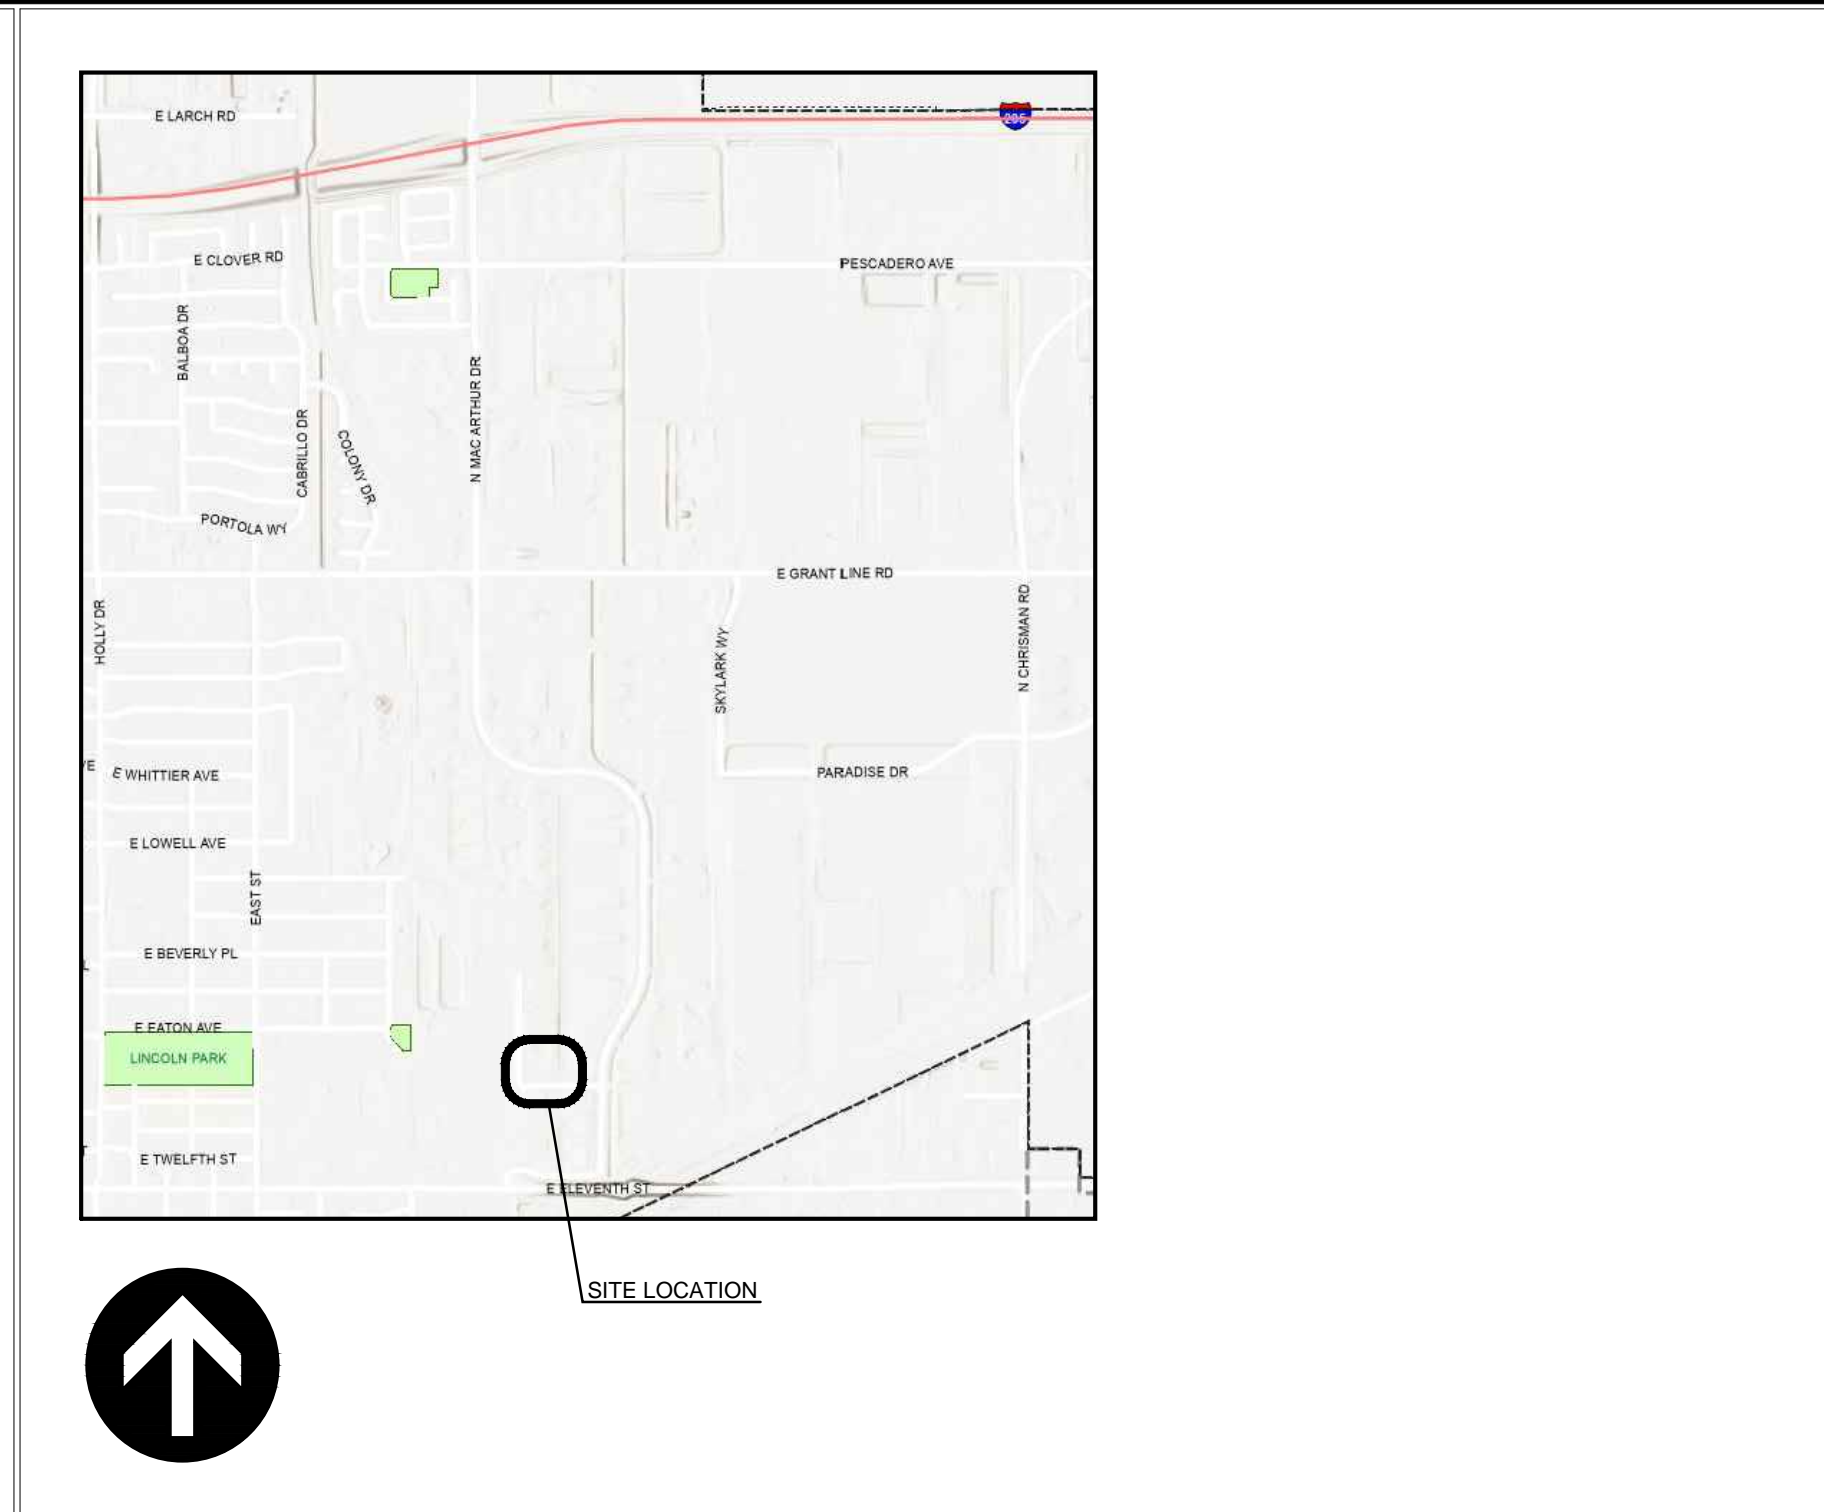 E LARCH RD
205
E CLOVER RD
PESCADERO AVE
BALBOA DR
N MAC ARTHUR DR
CABRILLO DR
COLONY DR
PORTOLA WY
E GRANT LINE RD
HOLLY DR
N CHRISMAN RD
SKYLARK WY
VE
E WHITTIER AVE
PARADISE DR
E LOWELL AVE
EAST ST
E BEVERLY PL
L
E EATON AVE
LINCOLN PARK
T
E TWELFTH ST
E ELEVENTH ST
SITE LOCATION